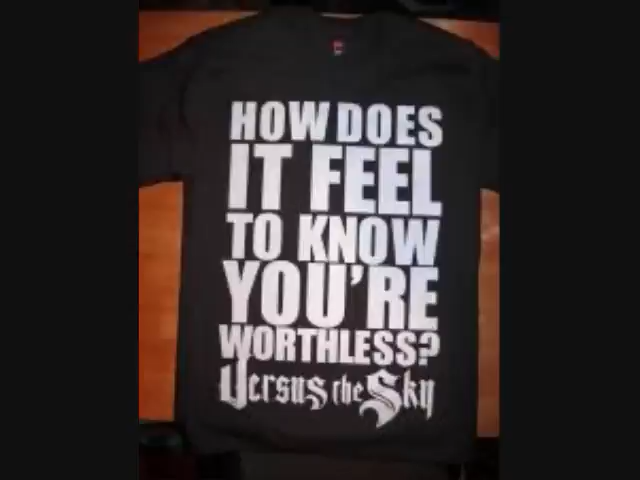 HOW DOES
IT FEEL
TO KNOW
YOU'RE
WORTHLESS?
Versus the Sky